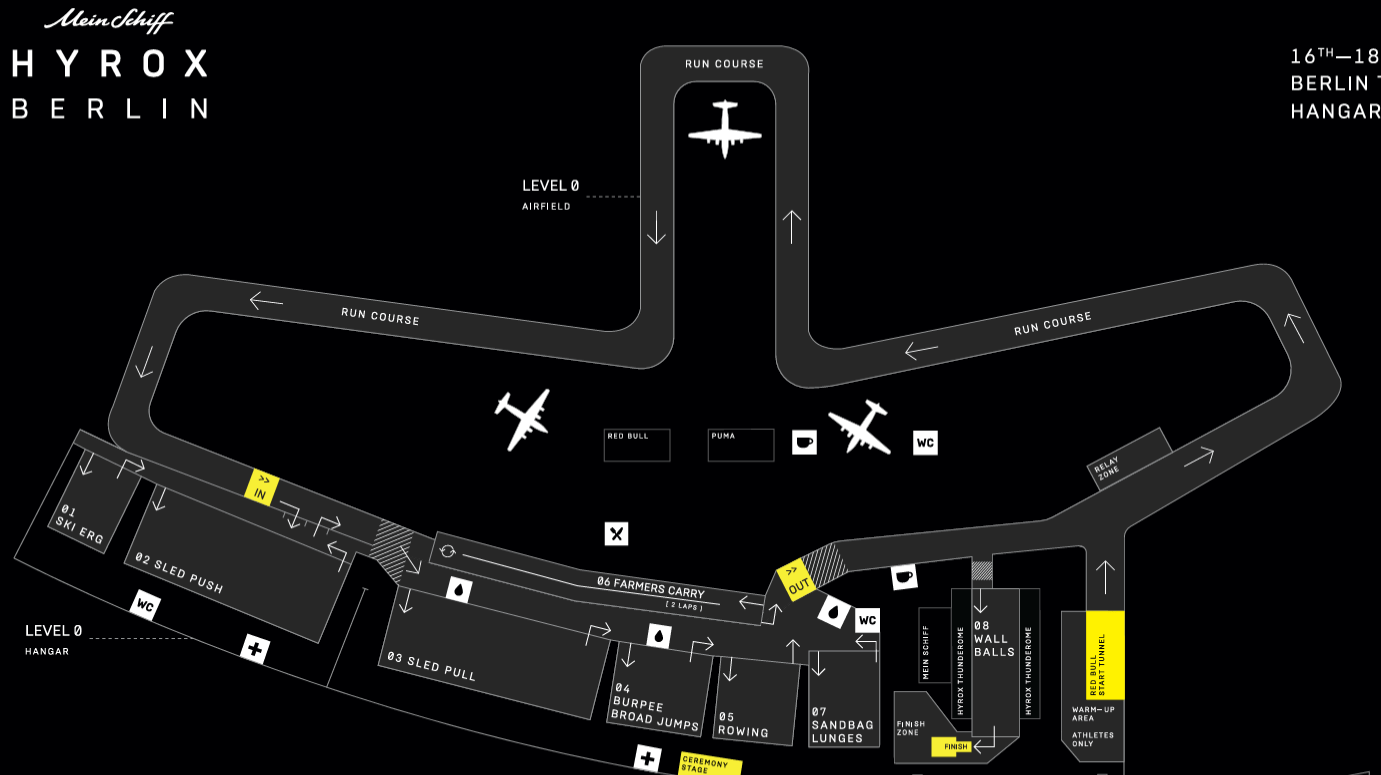 Mein Schiff
HYROX
BERLIN
16TH—18
BERLIN
HANGAR
RUN COURSE
LEVEL 0
AIRFIELD
RUN COURSE
RUN COURSE
RED BULL
PUMA
WC
RELAY
ZONE
>>
IN
01
SKI ERG
02 SLED PUSH
WC
LEVEL 0
HANGAR
06 FARMERS CARRY
[ 2 LAPS ]
>>
OUT
WC
03 SLED PULL
04
BURPEE
BROAD JUMPS
05
ROWING
07
SANDBAG
LUNGES
MEIN SCHIFF
HYROX THUNDERDOME
08
WALL
BALLS
HYROX THUNDERDOME
FINISH
ZONE
FINISH
RED BULL
START TUNNEL
WARM—UP
AREA
ATHLETES
ONLY
CEREMONY
STAGE